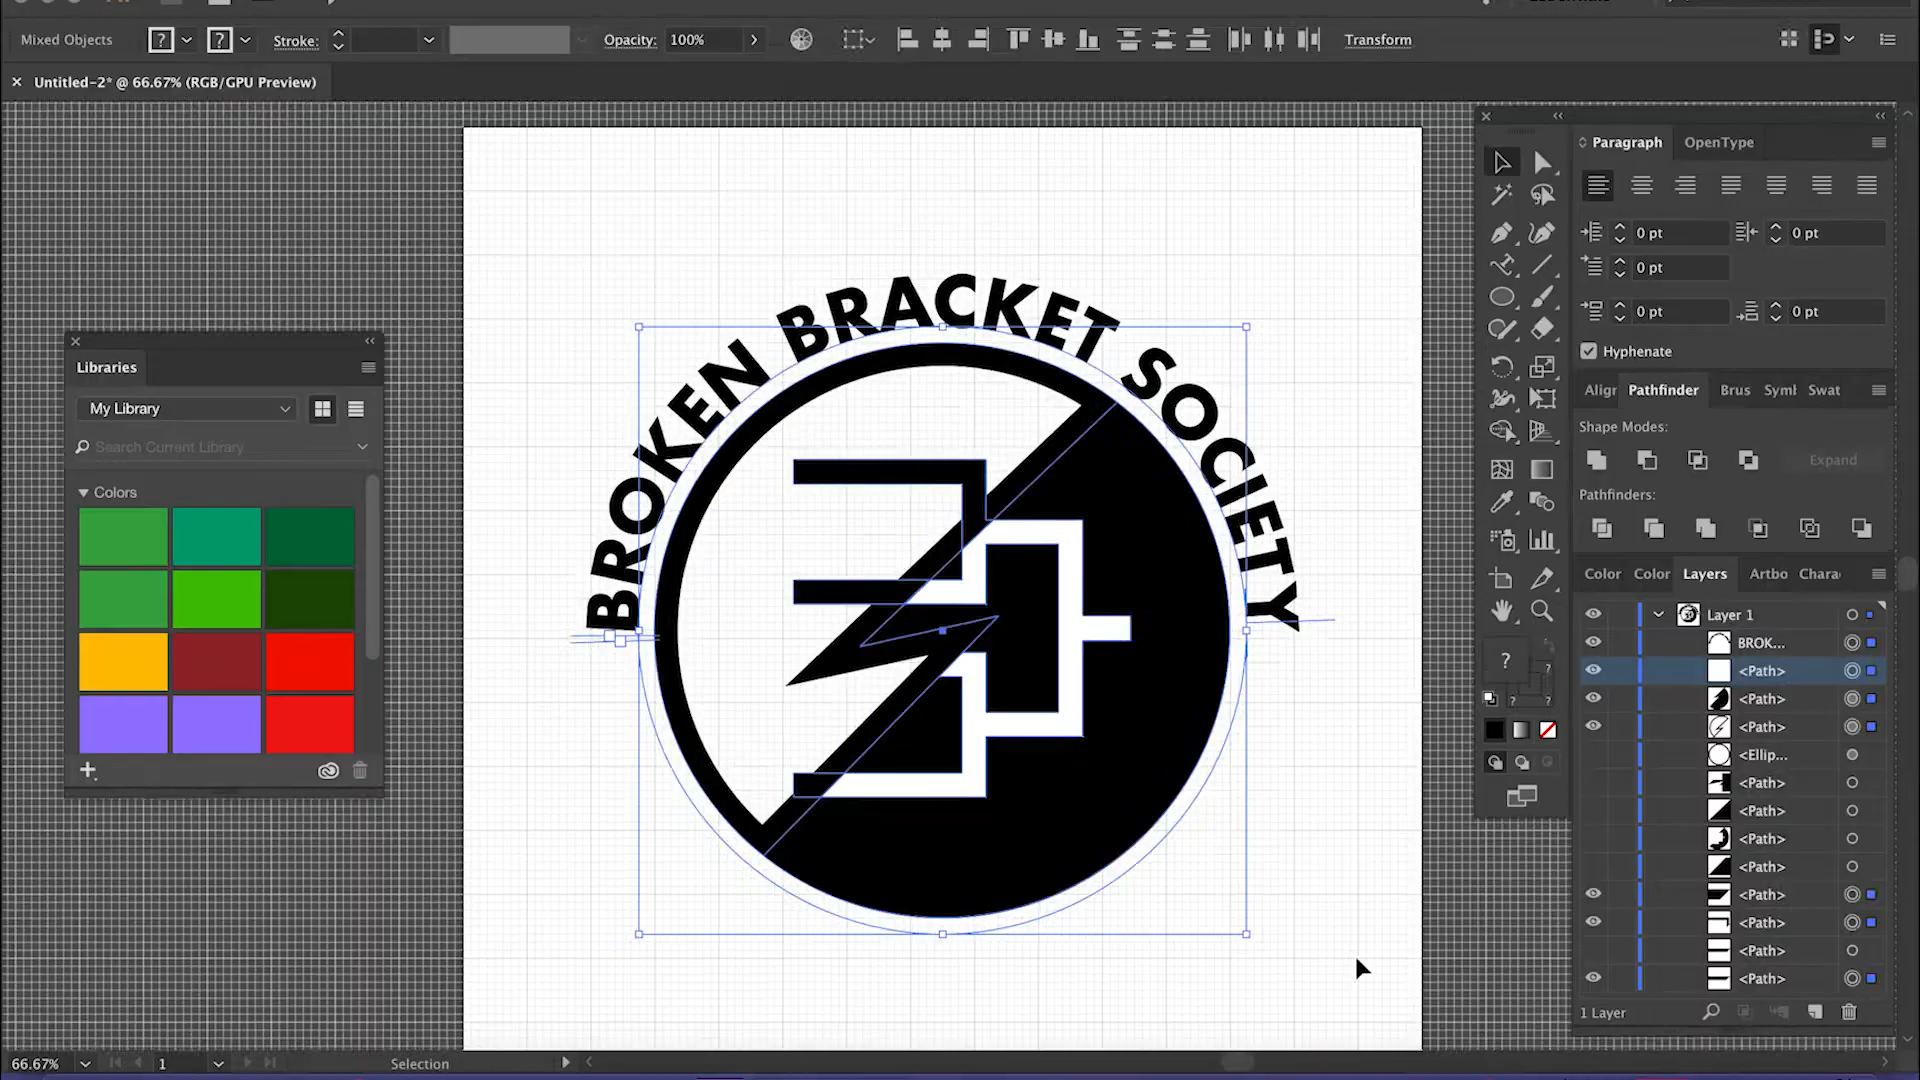 Mixed Objects
?
?
Stroke:
Opacity: 100%
Transform
Untitled-2* @ 66.67% (RGB/GPU Preview)
BROKEN BRACKET SOCIETY
Libraries
My Library
Search Current Library
Colors
Paragraph
OpenType
0 pt
0 pt
0 pt
0 pt
0 pt
Hyphenate
Aligr
Pathfinder
Brus
Symb
Swat
Shape Modes:
Expand
Pathfinders:
Color
Color
Layers
Artbo
Chara
Layer 1
BROK...
<Path>
<Path>
<Path>
<Ellip...
<Path>
<Path>
<Path>
<Path>
<Path>
<Path>
<Path>
<Path>
1 Layer
?
?
?
?
66.67%
1
Selection